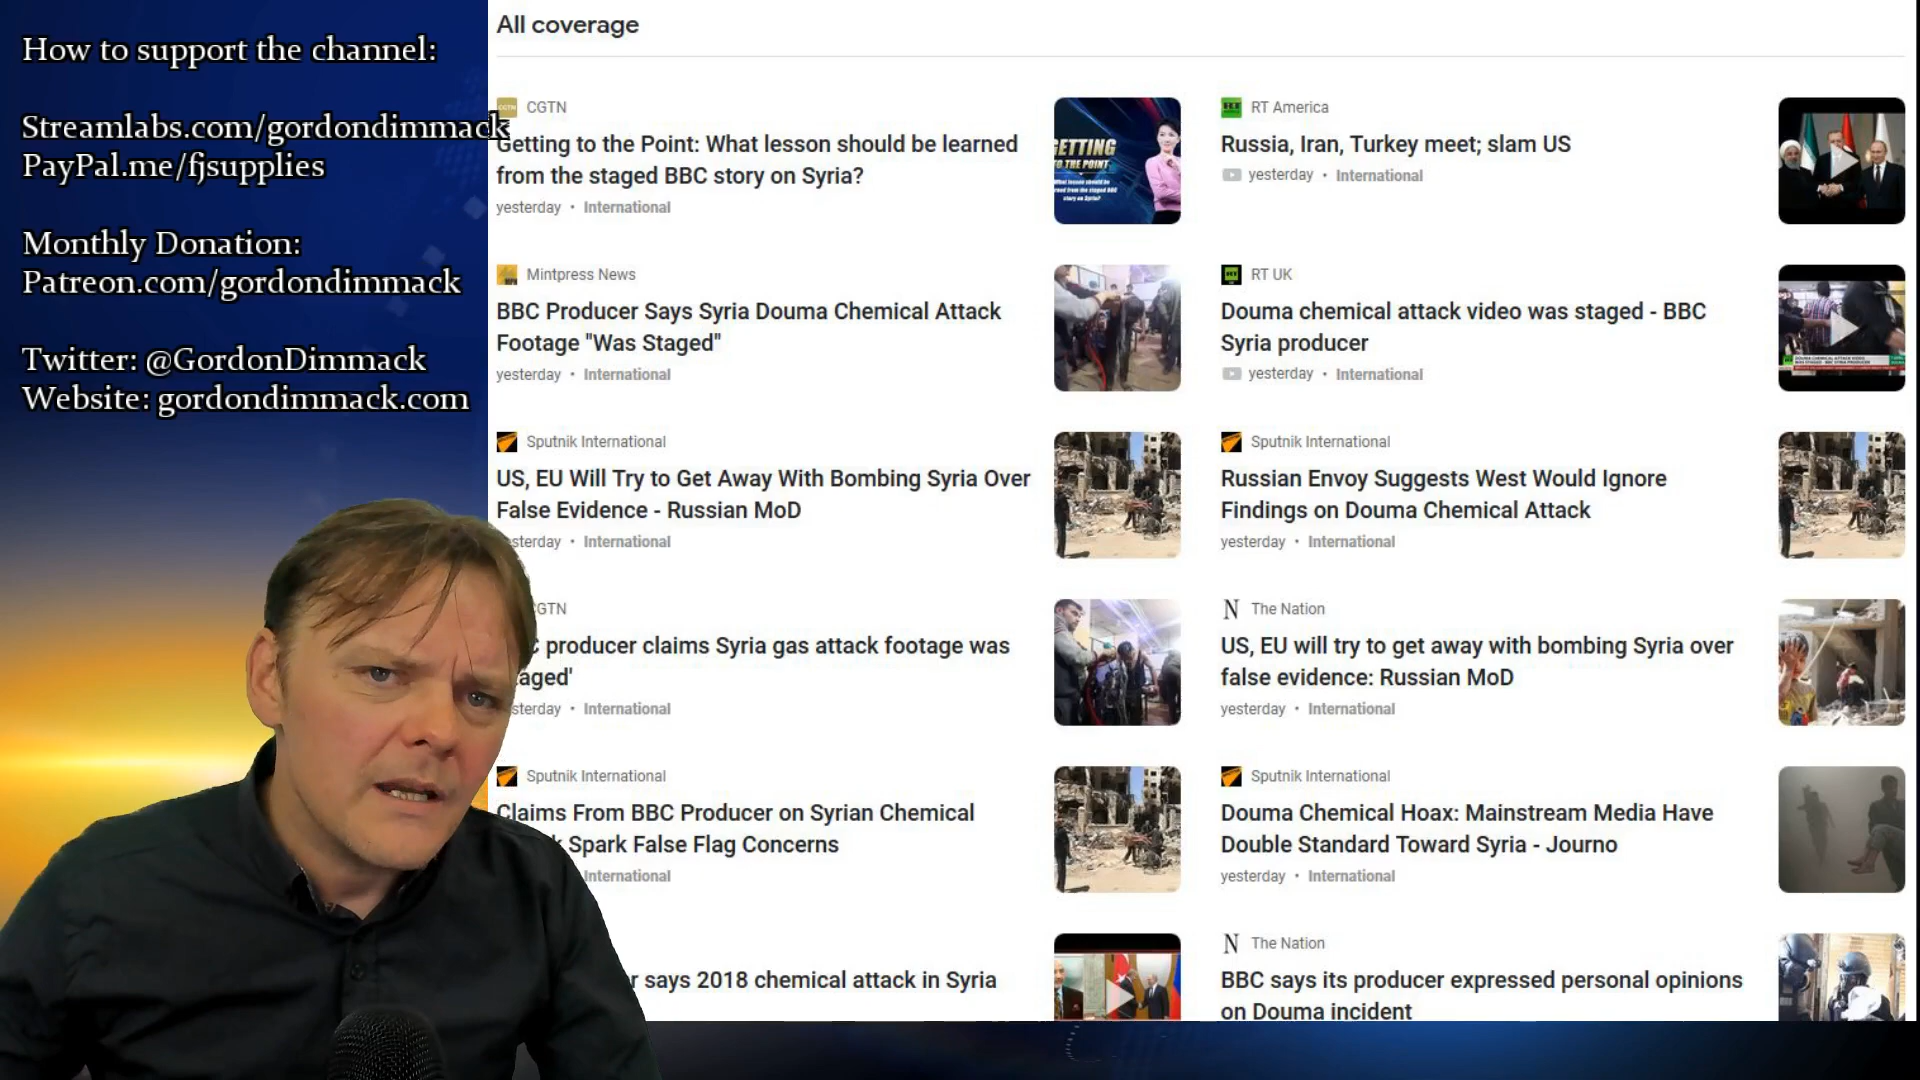 How to support the channel:
Streamlabs.com/gordondimmack
PayPal.me/fjsupplies
Monthly Donation:
Patreon.com/gordondimmack
Twitter: @GordonDimmack
Website: gordondimmack.com
All coverage
CGTN
Getting to the Point: What lesson should be learned
from the staged BBC story on Syria?
yesterday • International
GETTING
TO THE POINT
RT America
Russia, Iran, Turkey meet; slam US
yesterday • International
Mintpress News
BBC Producer Says Syria Douma Chemical Attack
Footage "Was Staged"
yesterday • International
RT UK
Douma chemical attack video was staged - BBC
Syria producer
yesterday • International
Sputnik International
US, EU Will Try to Get Away With Bombing Syria Over
False Evidence - Russian MoD
sterday • International
Sputnik International
Russian Envoy Suggests West Would Ignore
Findings on Douma Chemical Attack
yesterday • International
CGTN
producer claims Syria gas attack footage was
aged'
sterday • International
The Nation
US, EU will try to get away with bombing Syria over
false evidence: Russian MoD
yesterday • International
Sputnik International
Claims From BBC Producer on Syrian Chemical
Spark False Flag Concerns
International
Sputnik International
Douma Chemical Hoax: Mainstream Media Have
Double Standard Toward Syria - Journo
yesterday • International
r says 2018 chemical attack in Syria
The Nation
BBC says its producer expressed personal opinions
on Douma incident